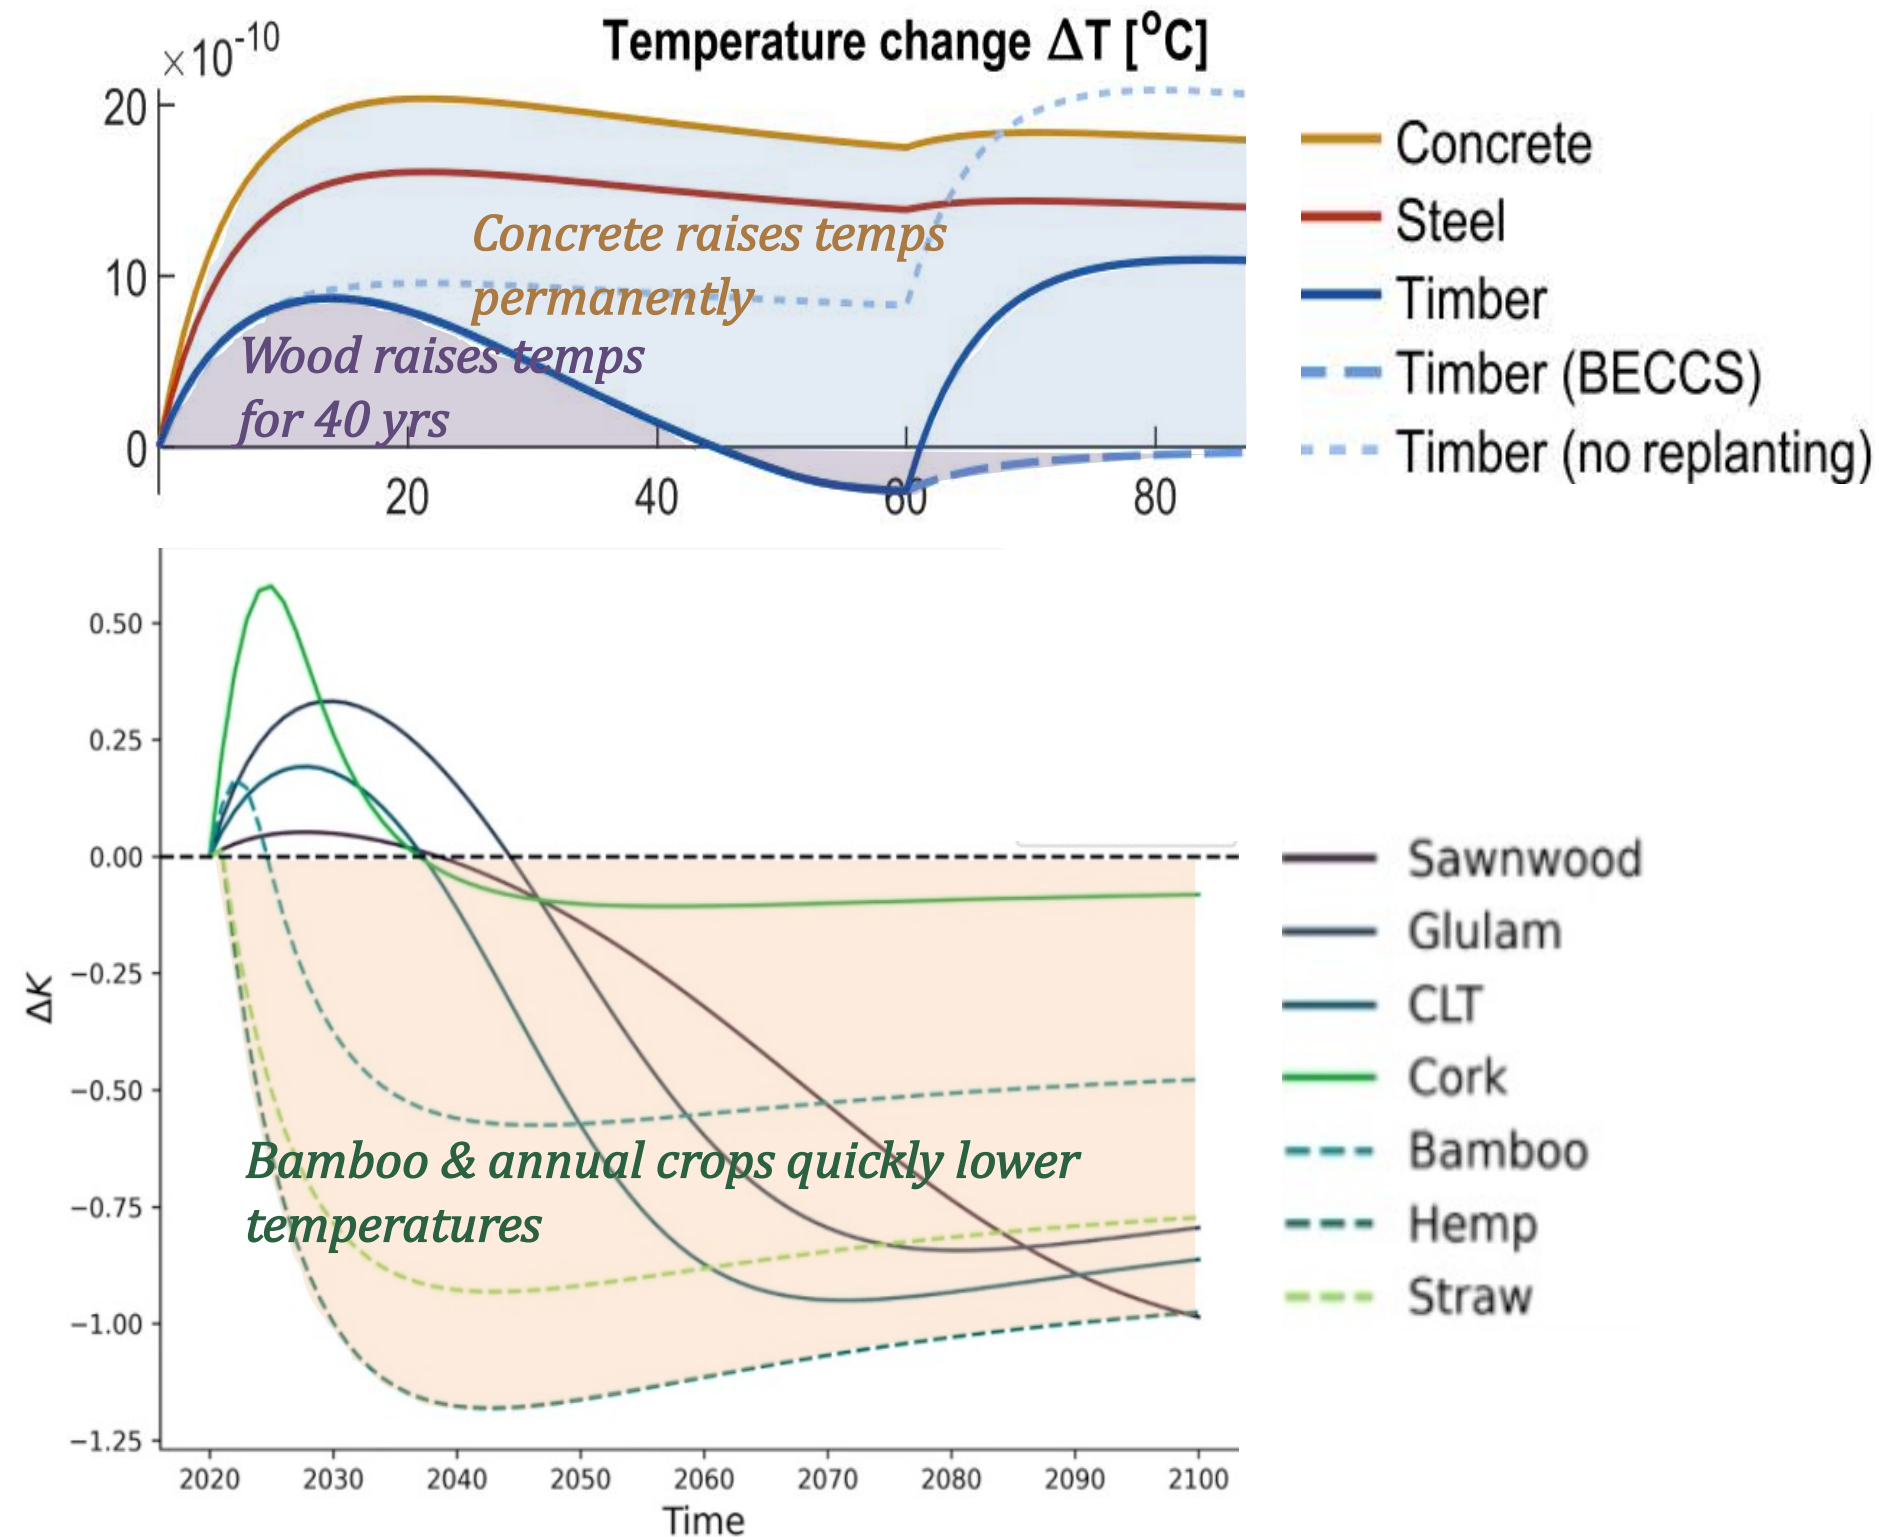 Temperature change ΔT [°C]
×10-10
20
10
0
20
40
60
80
Concrete raises temps
permanently
Wood raises temps
for 40 yrs
Concrete
Steel
Timber
Timber (BECCS)
Timber (no replanting)
ΔK
0.50
0.25
0.00
−0.25
−0.50
−0.75
−1.00
−1.25
Bamboo & annual crops quickly lower
temperatures
2020 2030 2040 2050 2060 2070 2080 2090 2100
Time
Sawnwood
Glulam
CLT
Cork
Bamboo
Hemp
Straw